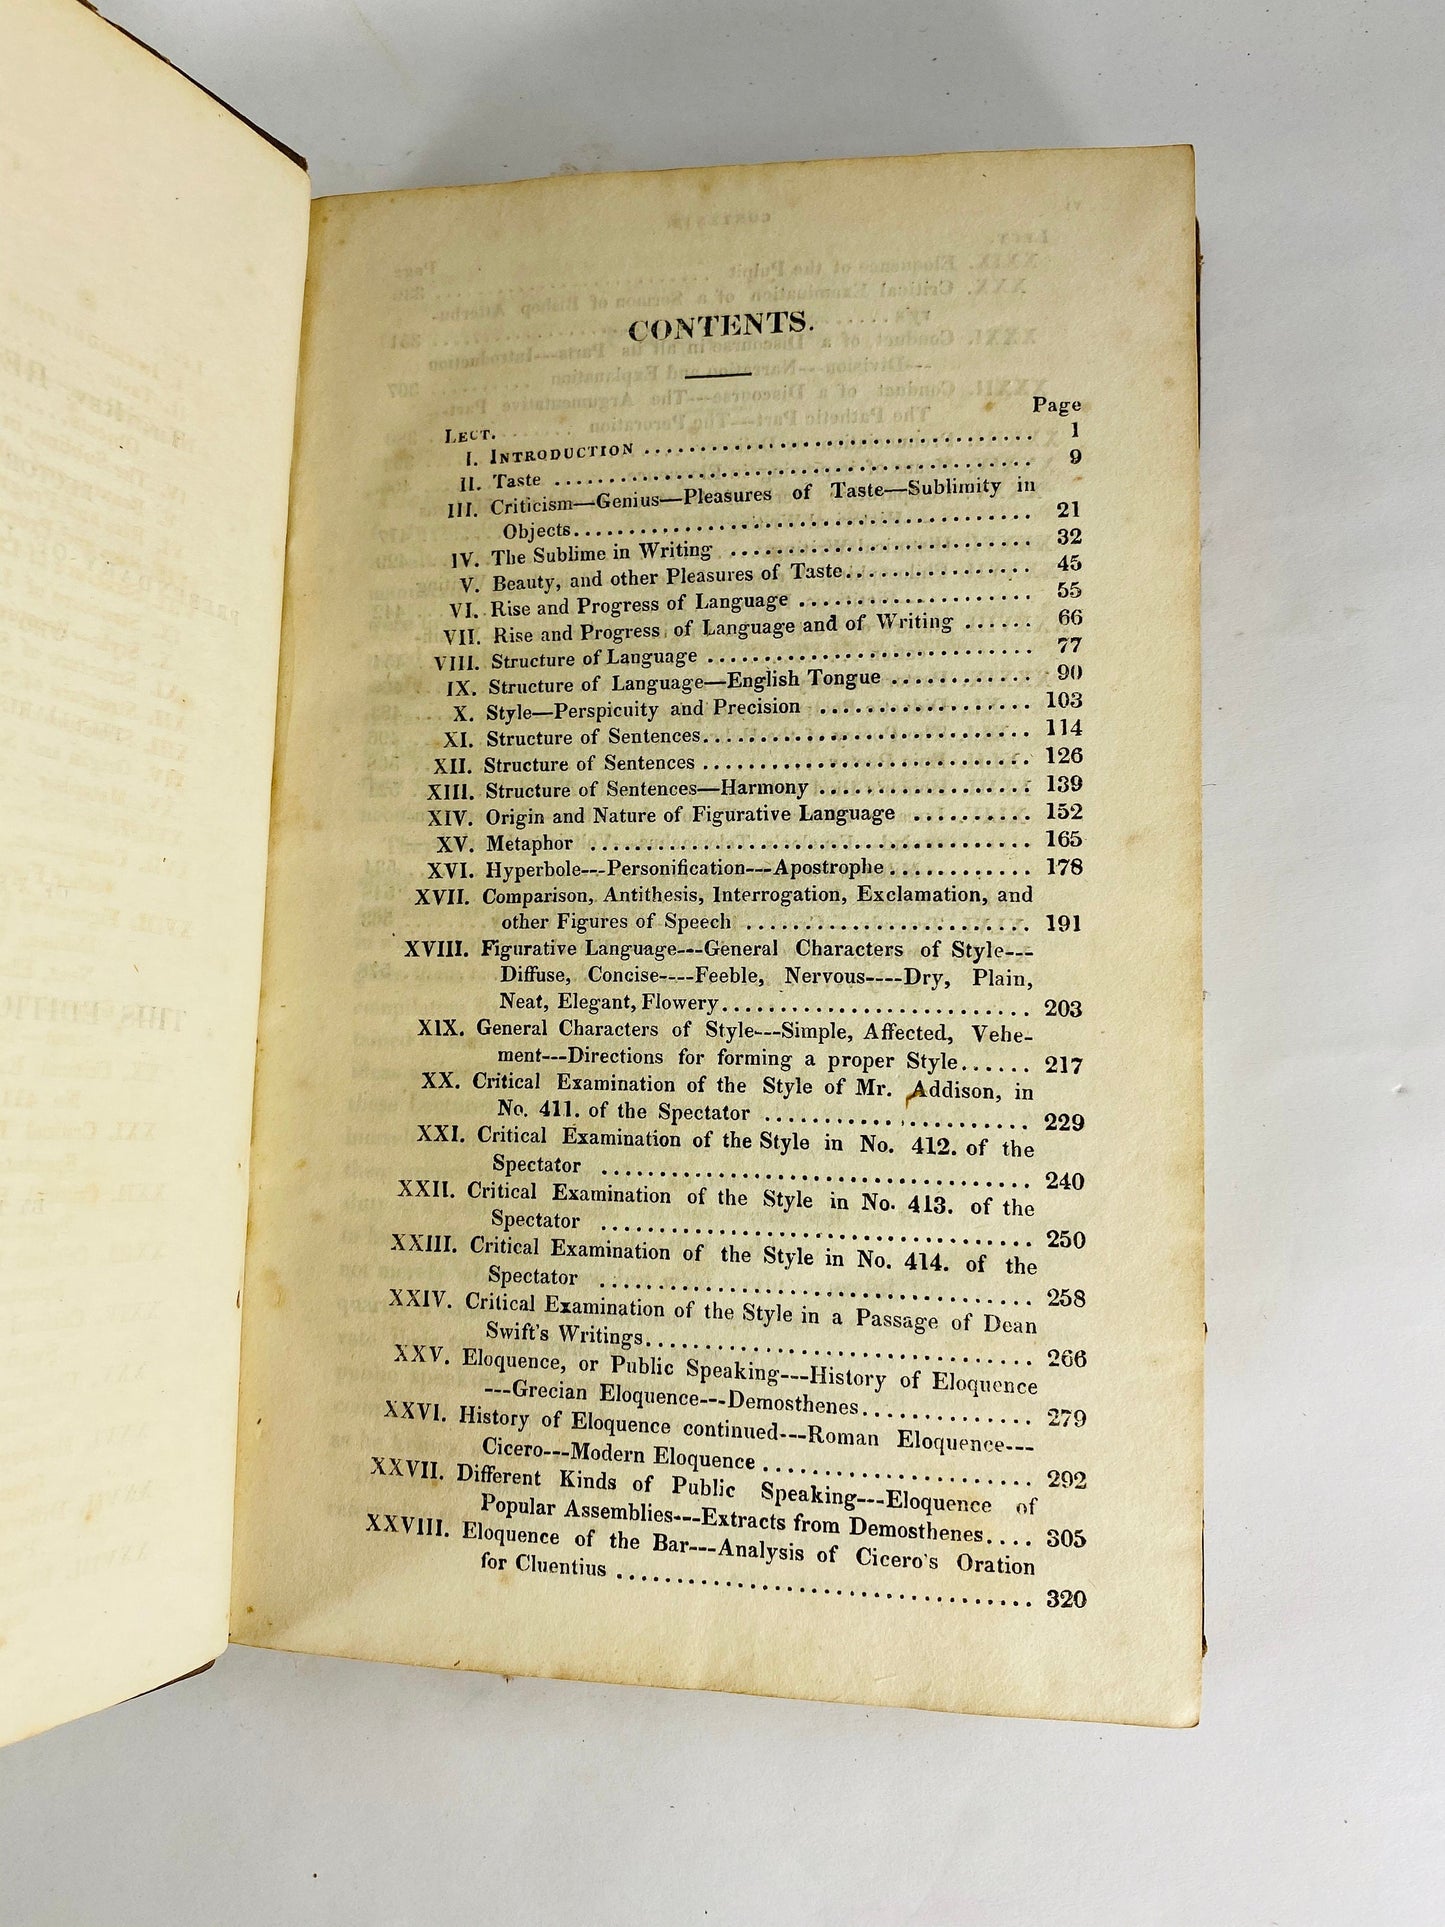 CONTENTS.
Page
LECT.
I. INTRODUCTION ........ 1
II. Taste ........ 9
III. Criticism—Genius—Pleasures of Taste—Sublimity in
Objects........ 21
IV. The Sublime in Writing ........ 32
V. Beauty, and other Pleasures of Taste........ 45
VI. Rise and Progress of Language ........ 55
VII. Rise and Progress of Language and of Writing ...... 66
VIII. Structure of Language ........ 77
IX. Structure of Language—English Tongue ........ 90
X. Style—Perspicuity and Precision ........ 103
XI. Structure of Sentences........ 114
XII. Structure of Sentences ........ 126
XIII. Structure of Sentences—Harmony ........ 139
XIV. Origin and Nature of Figurative Language ........ 152
XV. Metaphor ........ 165
XVI. Hyperbole---Personification---Apostrophe........ 178
XVII. Comparison, Antithesis, Interrogation, Exclamation, and
other Figures of Speech ........ 191
XVIII. Figurative Language---General Characters of Style---
Diffuse, Concise----Feeble, Nervous----Dry, Plain,
Neat, Elegant, Flowery........ 203
XIX. General Characters of Style---Simple, Affected, Vehe-
ment---Directions for forming a proper Style...... 217
XX. Critical Examination of the Style of Mr. Addison, in
No. 411. of the Spectator ........ 229
XXI. Critical Examination of the Style in No. 412. of the
Spectator ........ 240
XXII. Critical Examination of the Style in No. 413. of the
Spectator ........ 250
XXIII. Critical Examination of the Style in No. 414. of the
Spectator ........ 258
XXIV. Critical Examination of the Style in a Passage of Dean
Swift's Writings........ 266
XXV. Eloquence, or Public Speaking---History of Eloquence
---Grecian Eloquence---Demosthenes........ 279
XXVI. History of Eloquence continued---Roman Eloquence---
Cicero---Modern Eloquence ........ 292
XXVII. Different Kinds of Public Speaking---Eloquence of
Popular Assemblies---Extracts from Demosthenes.... 305
XXVIII. Eloquence of the Bar---Analysis of Cicero's Oration
for Cluentius ........ 320